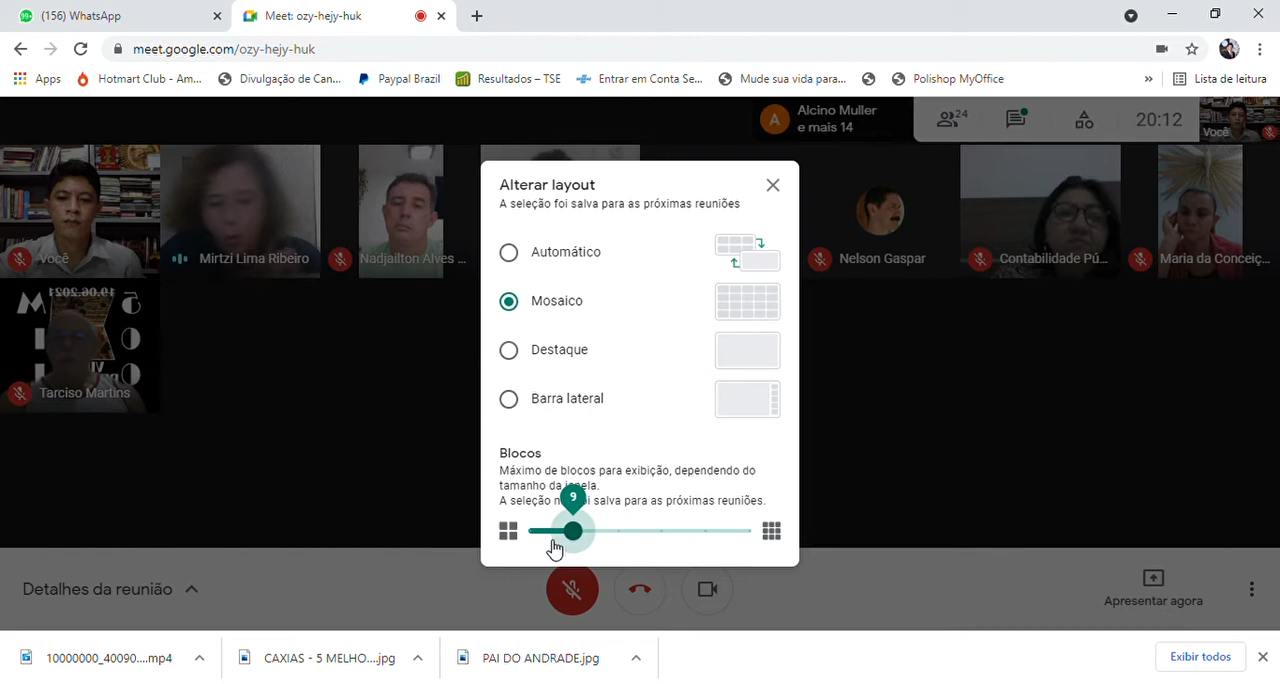 99+ (156) WhatsApp
Meet: ozy-hejy-huk
meet.google.com/ozy-hejy-huk
Apps
Hotmart Club - Am...
Divulgação de Can...
Paypal Brazil
Resultados – TSE
Entrar em Conta Se...
Mude sua vida para...
Polishop MyOffice
»
Lista de leitura
A
Alcino Muller
e mais 14
24
20:12
Você
Você
Mirtzi Lima Ribeiro
Nadjailton Alves ...
Nelson Gaspar
Contabilidade Pú...
Maria da Conceiç...
19.06.2021
IV
Tarciso Martins
Alterar layout
A seleção foi salva para as próximas reuniões
Automático
Mosaico
Destaque
Barra lateral
Blocos
Máximo de blocos para exibição, dependendo do
tamanho da janela.
9
A seleção n i salva para as próximas reuniões.
Detalhes da reunião
Apresentar agora
10000000_40090....mp4
CAXIAS - 5 MELHO....jpg
PAI DO ANDRADE.jpg
Exibir todos